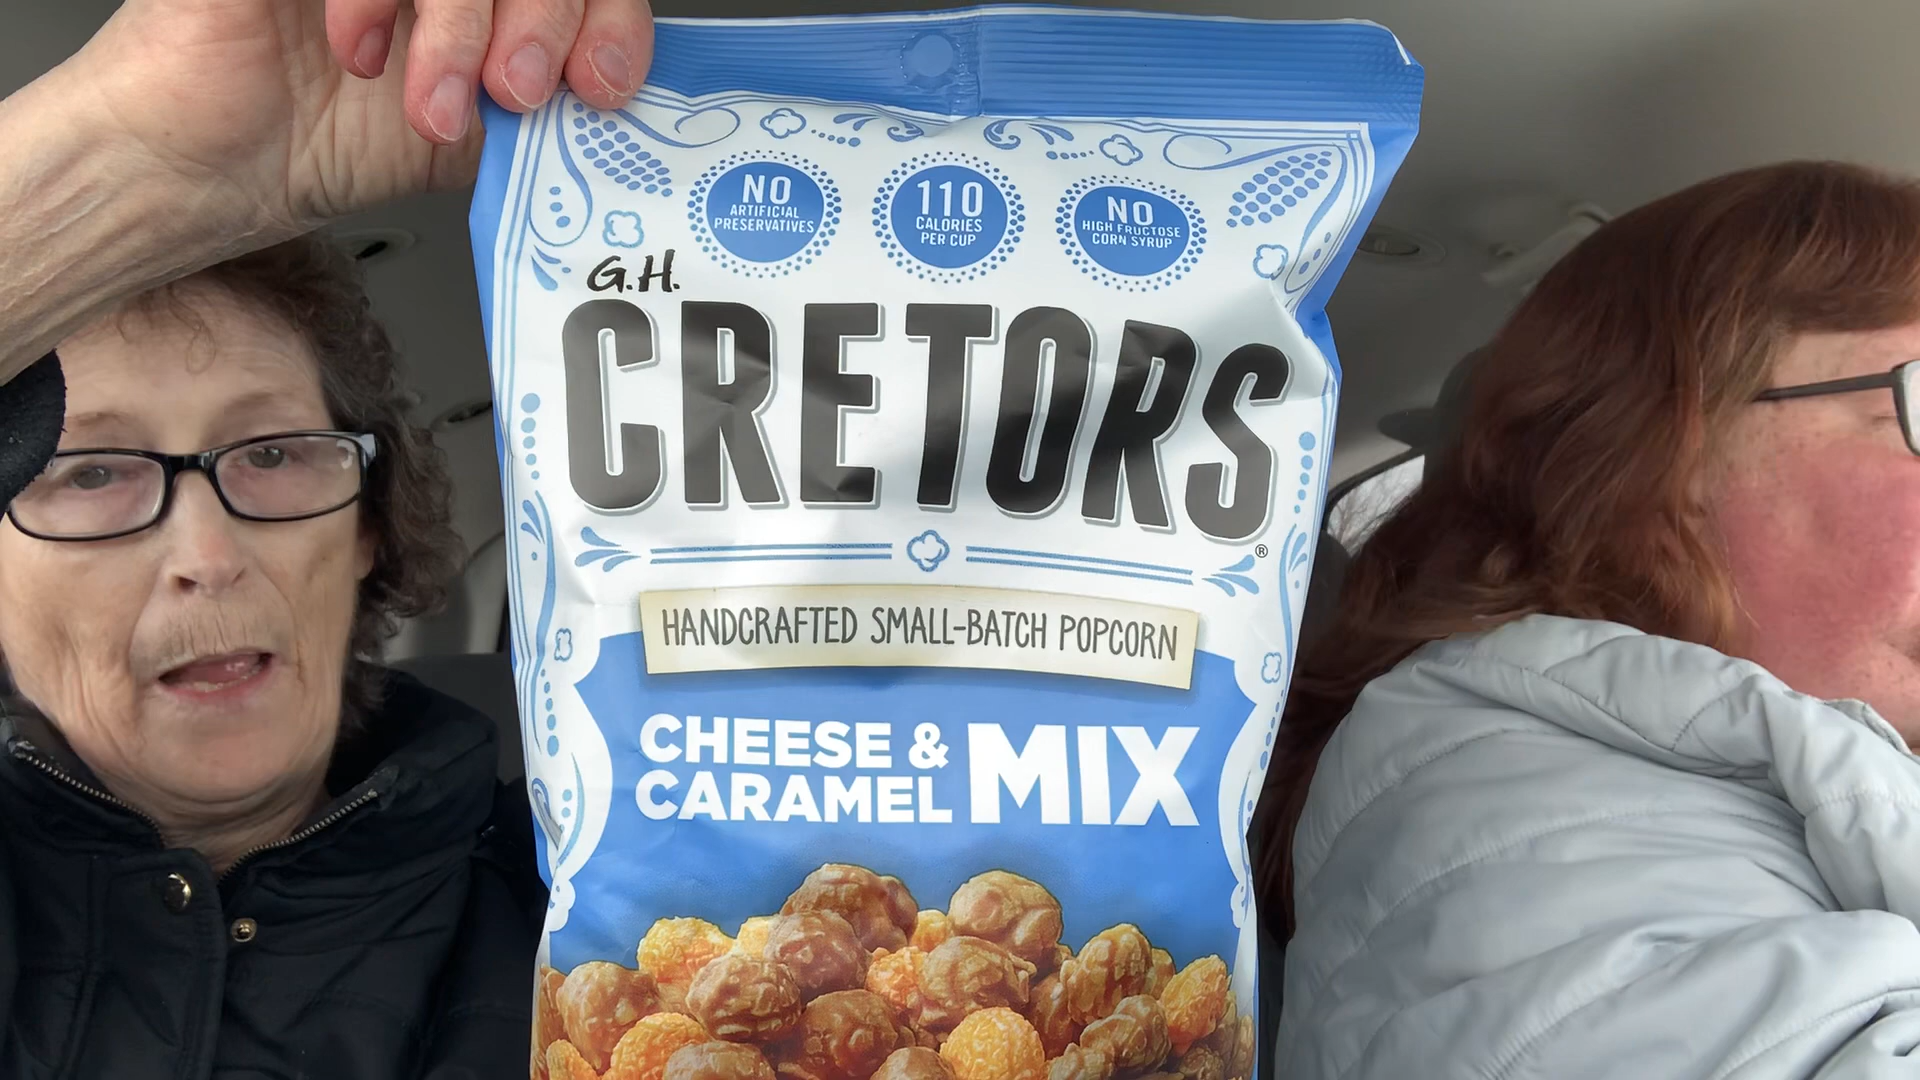 NO
ARTIFICIAL
PRESERVATIVES
110
CALORIES
PER CUP
NO
HIGH FRUCTOSE
CORN SYRUP
G.H.
CRETORS®
HANDCRAFTED SMALL-BATCH POPCORN
CHEESE &
CARAMEL
MIX